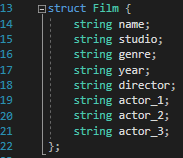 13 struct Film {
14 string name;
15 string studio;
16 string genre;
17 string year;
18 string director;
19 string actor_1;
20 string actor_2;
21 string actor_3;
22 };